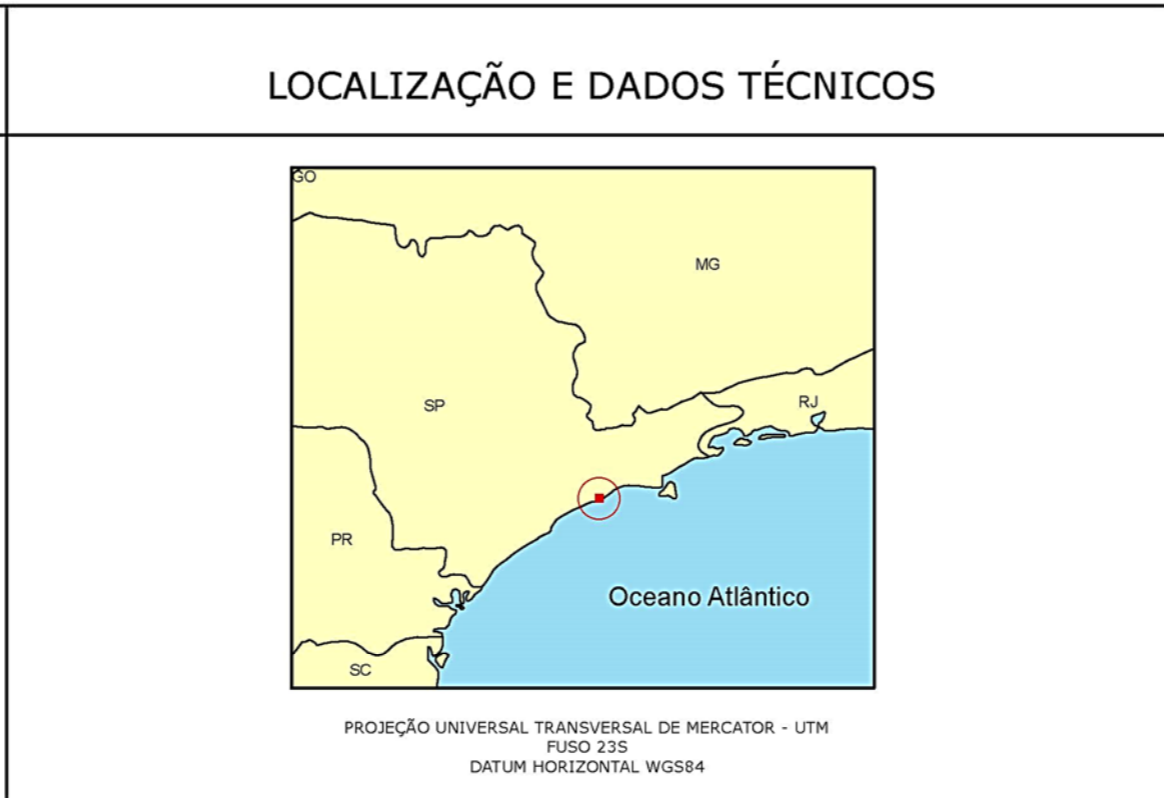 LOCALIZAÇÃO E DADOS TÉCNICOS
GO
MG
SP
RJ
PR
Oceano Atlântico
SC
PROJEÇÃO UNIVERSAL TRANSVERSAL DE MERCATOR - UTM
FUSO 23S
DATUM HORIZONTAL WGS84